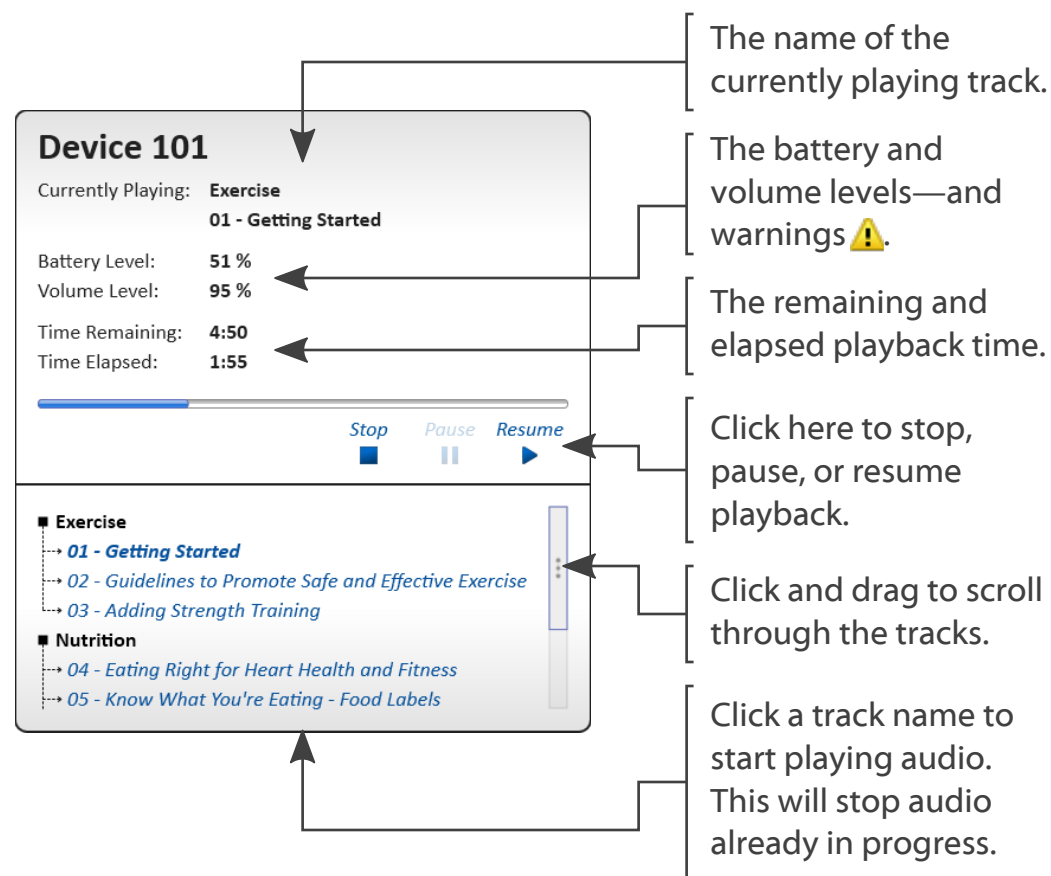 The name of the
currently playing track.
Device 101
Currently Playing: Exercise
01 - Getting Started
Battery Level: 51 %
Volume Level: 95 %
Time Remaining: 4:50
Time Elapsed: 1:55
Stop Pause Resume
Exercise
01 - Getting Started
02 - Guidelines to Promote Safe and Effective Exercise
03 - Adding Strength Training
Nutrition
04 - Eating Right for Heart Health and Fitness
05 - Know What You're Eating - Food Labels
The battery and
volume levels—and
warnings .
The remaining and
elapsed playback time.
Click here to stop,
pause, or resume
playback.
Click and drag to scroll
through the tracks.
Click a track name to
start playing audio.
This will stop audio
already in progress.